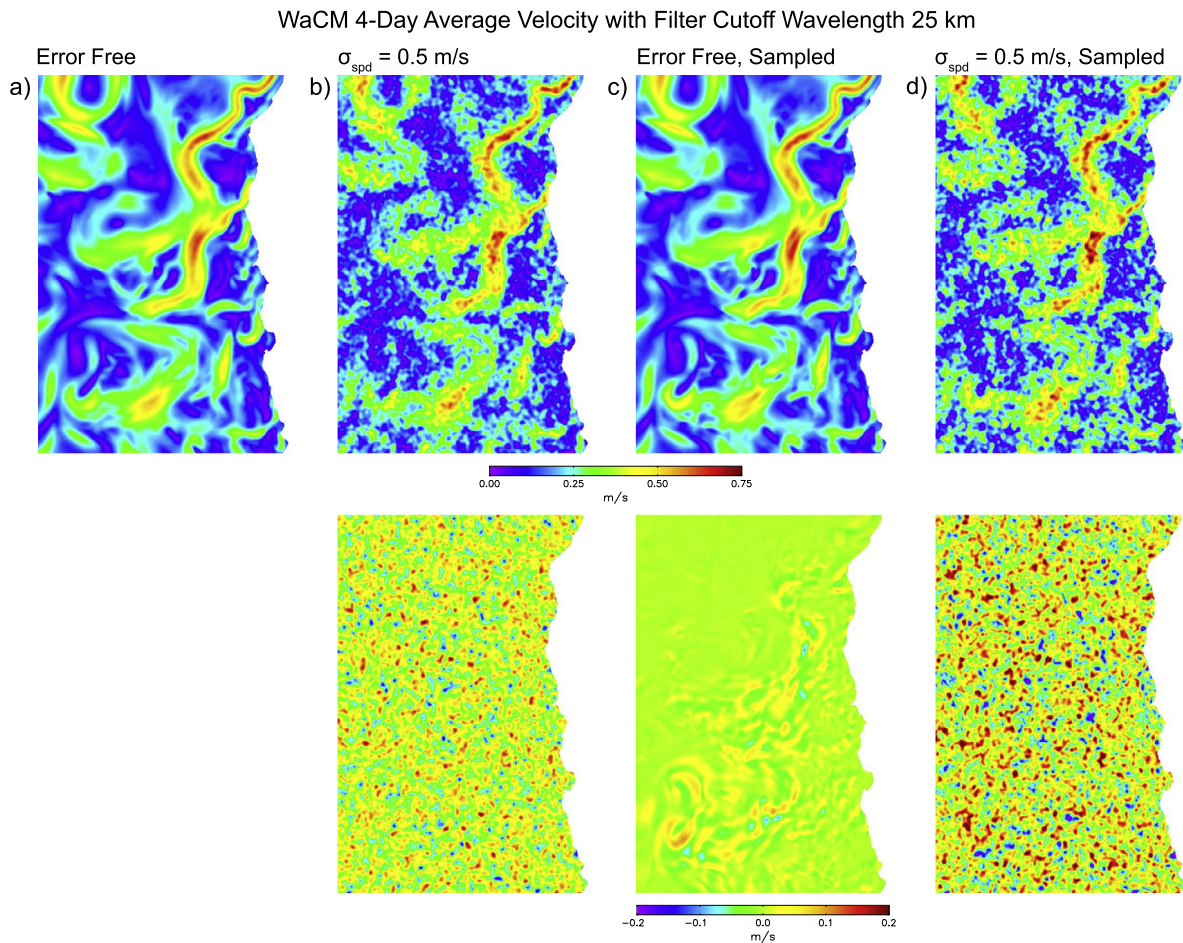 WaCM 4-Day Average Velocity with Filter Cutoff Wavelength 25 km
Error Free
σspd = 0.5 m/s
Error Free, Sampled
σspd = 0.5 m/s, Sampled
a)
b)
c)
d)
0.00 0.25 0.50 0.75
m/s
−0.2 −0.1 0.0 0.1 0.2
m/s